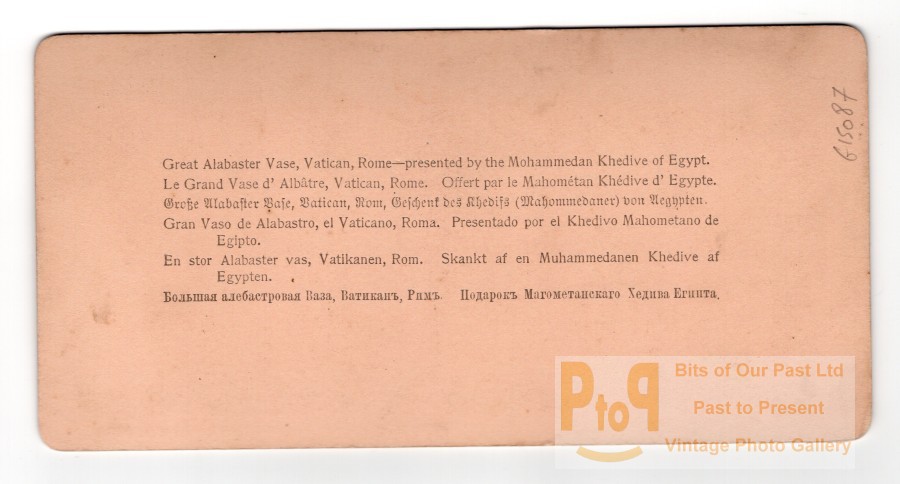 Great Alabaster Vase, Vatican, Rome—presented by the Mohammedan Khedive of Egypt.
Le Grand Vase d' Albâtre, Vatican, Rome. Offert par le Mahométan Khédive d' Egypte.
Große Alabaster Vase, Vatican, Rom, Geschenk des Khedifs (Mahommedaner) von Aegypten.
Gran Vaso de Alabastro, el Vaticano, Roma. Presentado por el Khedivo Mahometano de
Egipto.
En stor Alabaster vas, Vatikanen, Rom. Skankt af en Muhammedanen Khedive af
Egypten.
Большая алебастровая Ваза, Ватиканъ, Римъ. Подарокъ Магометанскаго Хедива Египта.
615087
PtoP
Bits of Our Past Ltd
Past to Present
Vintage Photo Gallery